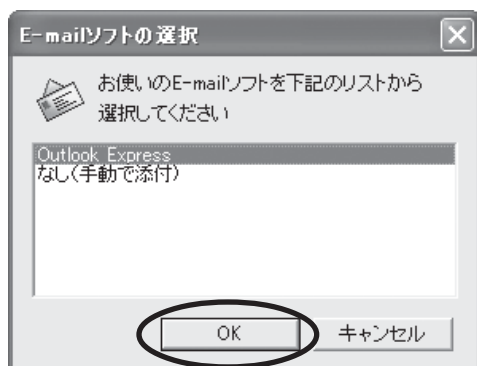 E-mailソフトの選択
お使いのE-mailソフトを下記のリストから
選択してください
Outlook Express
なし(手動で添付)
OK
キャンセル